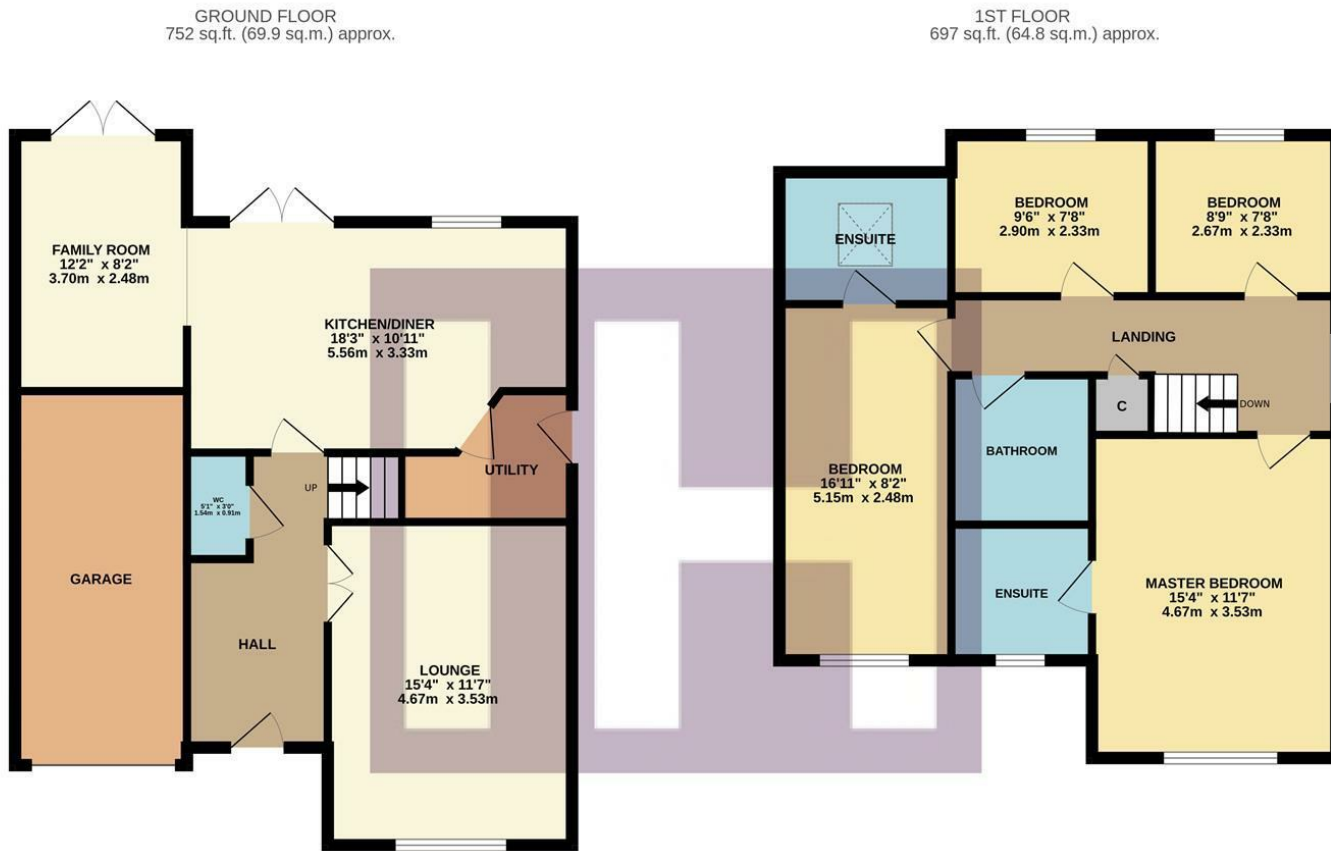 GROUND FLOOR
752 sq.ft. (69.9 sq.m.) approx.
FAMILY ROOM
12'2" x 8'2"
3.70m x 2.48m
KITCHEN/DINER
18'3" x 10'11"
5.56m x 3.33m
UTILITY
UP
WC
5'1" x 3'0"
1.54m x 0.91m
GARAGE
HALL
LOUNGE
15'4" x 11'7"
4.67m x 3.53m
1ST FLOOR
697 sq.ft. (64.8 sq.m.) approx.
ENSUITE
BEDROOM
9'6" x 7'8"
2.90m x 2.33m
BEDROOM
8'9" x 7'8"
2.67m x 2.33m
LANDING
C
DOWN
BATHROOM
BEDROOM
16'11" x 8'2"
5.15m x 2.48m
ENSUITE
MASTER BEDROOM
15'4" x 11'7"
4.67m x 3.53m